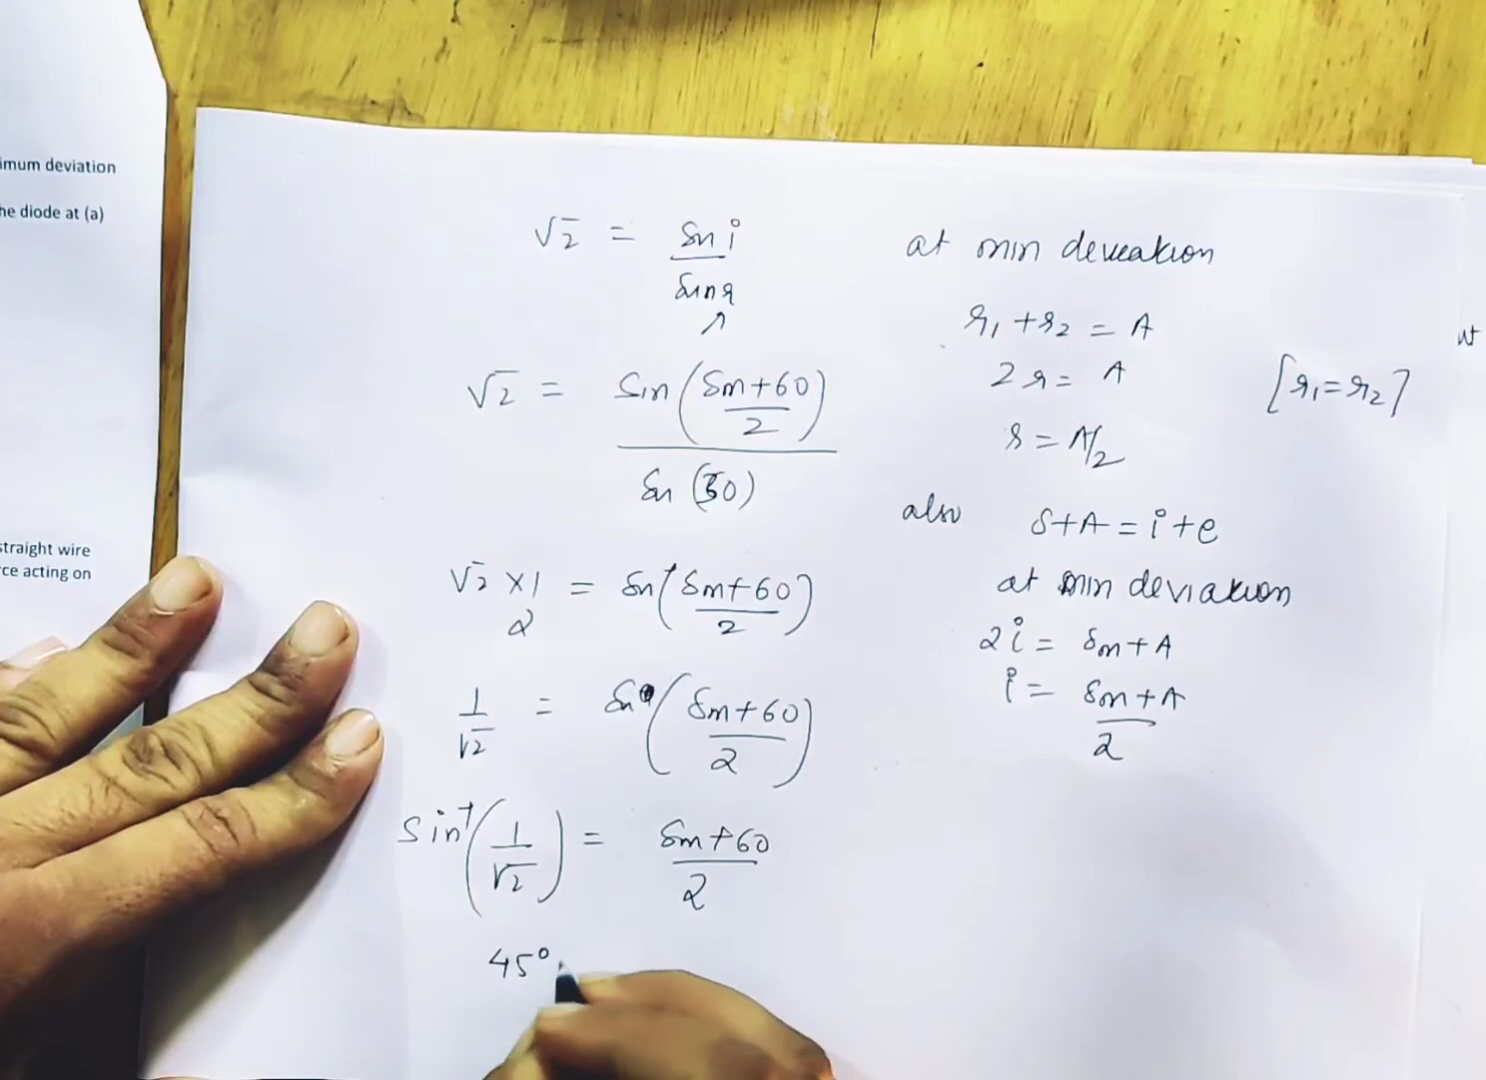 imum deviation
he diode at (a)
straight wire
ce acting on
√2 = Sin i / Sin r
√2 = Sin (δm+60 / 2) / Sin (30)
√2 × 1/2 = Sin (δm+60 / 2)
1/√2 = Sin (δm+60 / 2)
Sin⁻¹(1/√2) = δm+60 / 2
45°
at min deviation
r₁ + r₂ = A
2r = A [r₁=r₂]
r = A/2
also δ+A = i+e
at min deviation
2i = δm+A
i = δm+A / 2